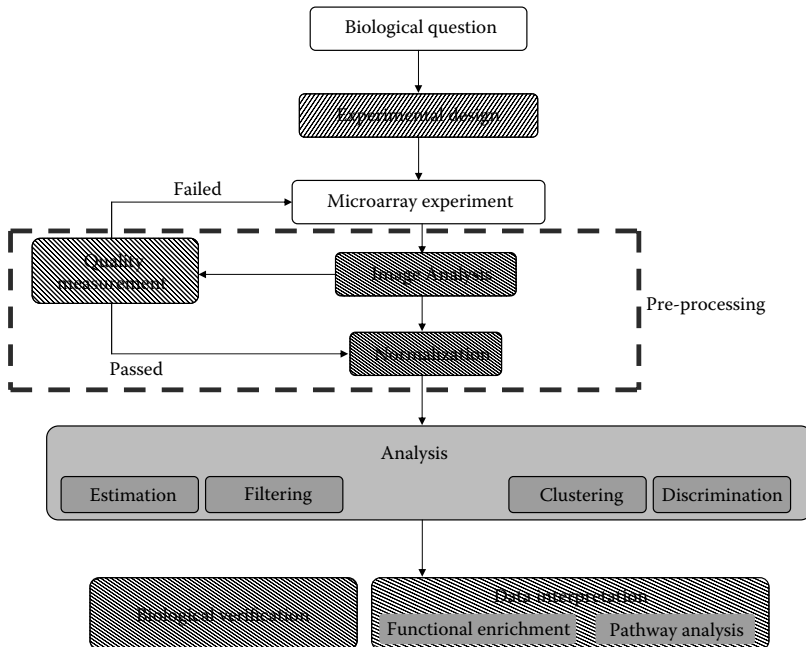 Biological question
Experimental design
Failed
Microarray experiment
Quality
measurement
Image Analysis
Pre-processing
Normalization
Passed
Analysis
Estimation
Filtering
Clustering
Discrimination
Biological verification
Data interpretation
Functional enrichment
Pathway analysis